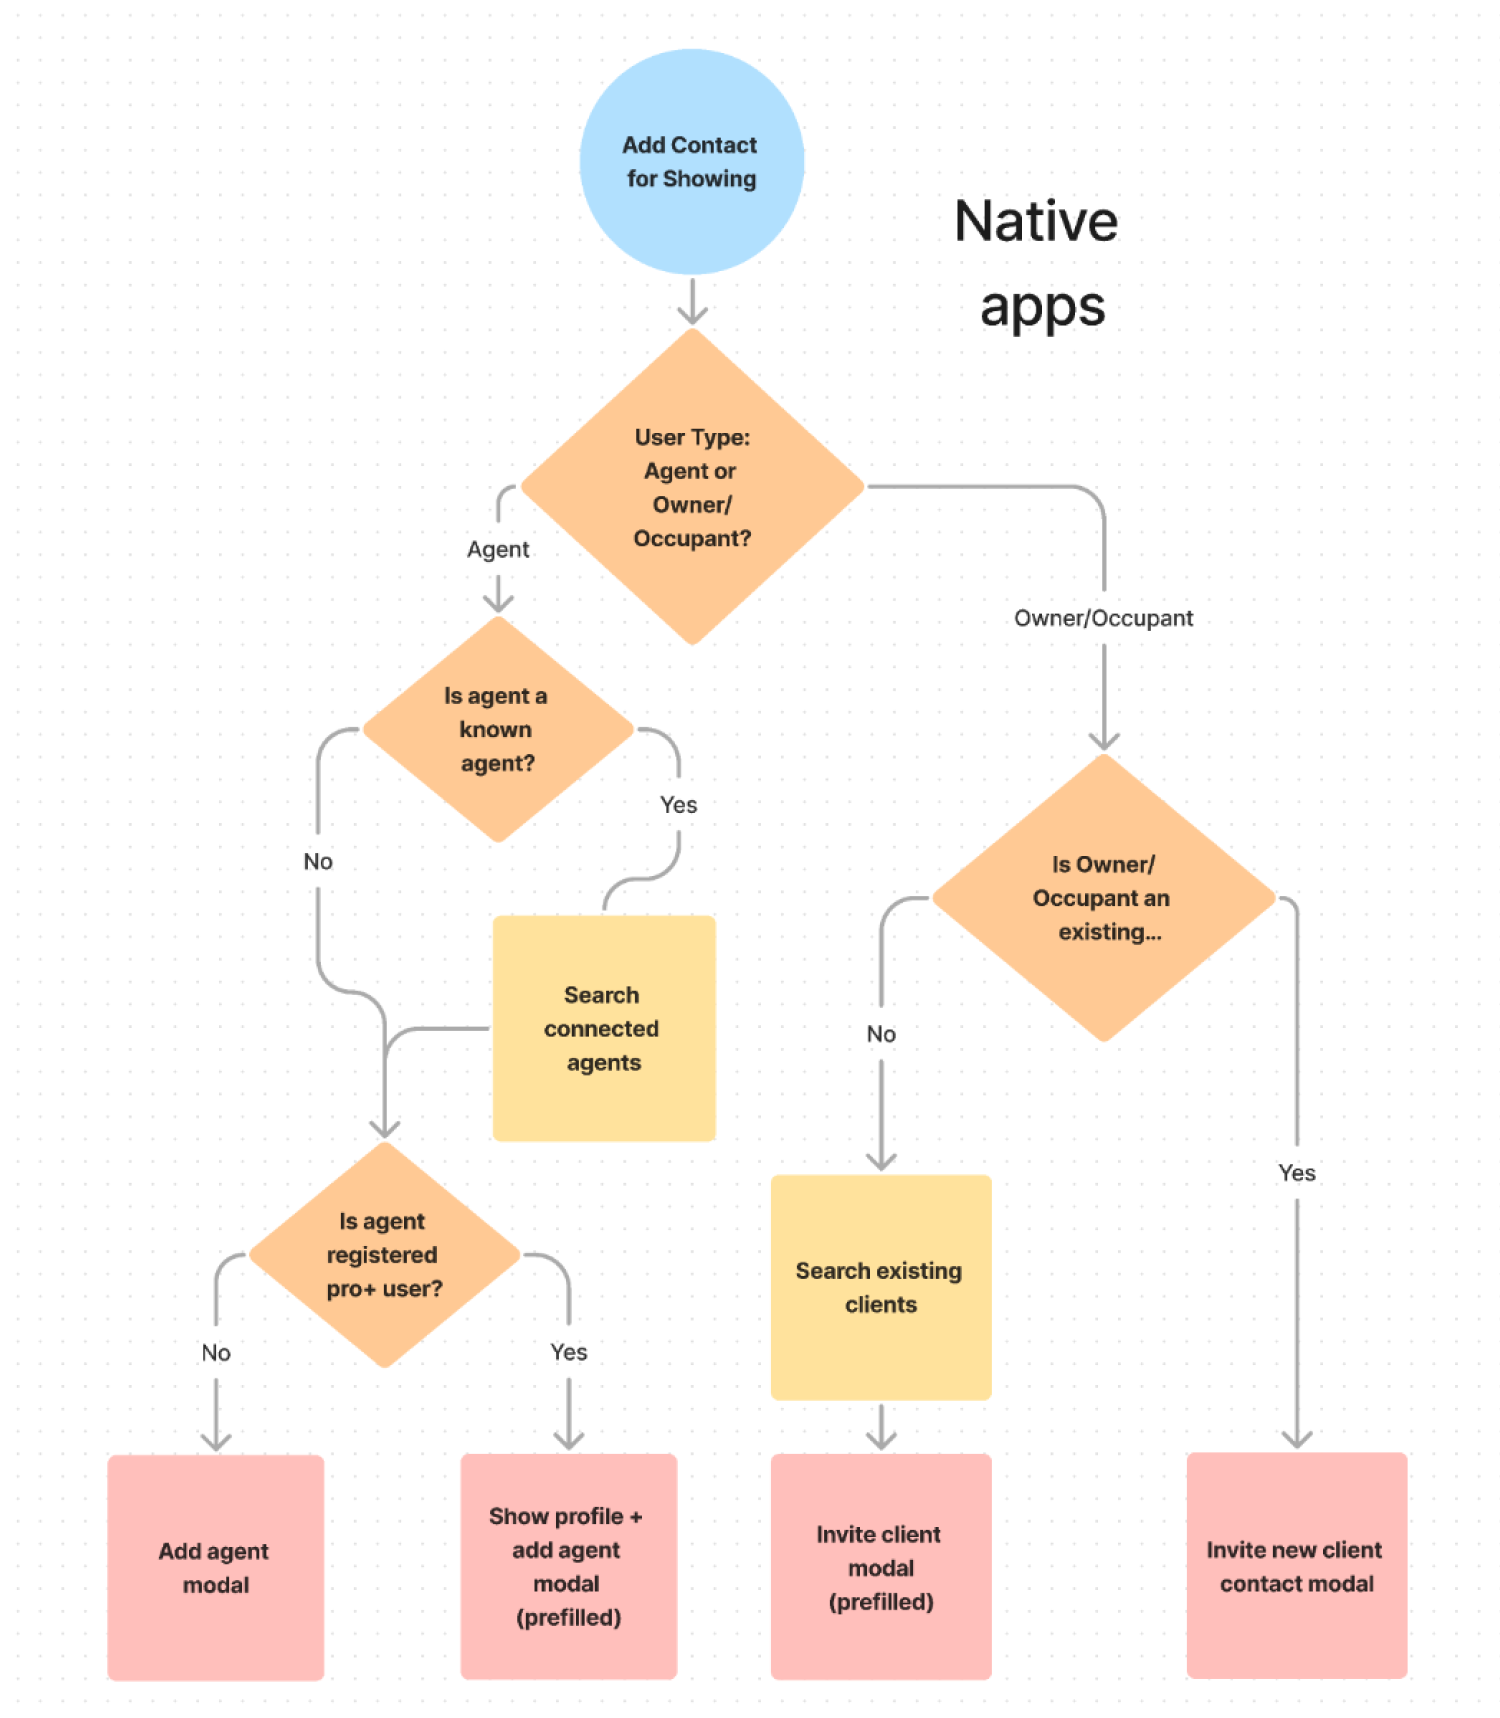 Add Contact
for Showing
Native
apps
User Type:
Agent or
Owner/
Occupant?
Agent
Owner/Occupant
Is agent a
known
agent?
Yes
No
Is Owner/
Occupant an
existing...
Search
connected
agents
No
Yes
Is agent
registered
pro+ user?
Search existing
clients
No
Yes
Add agent
modal
Show profile +
add agent
modal
(prefilled)
Invite client
modal
(prefilled)
Invite new client
contact modal